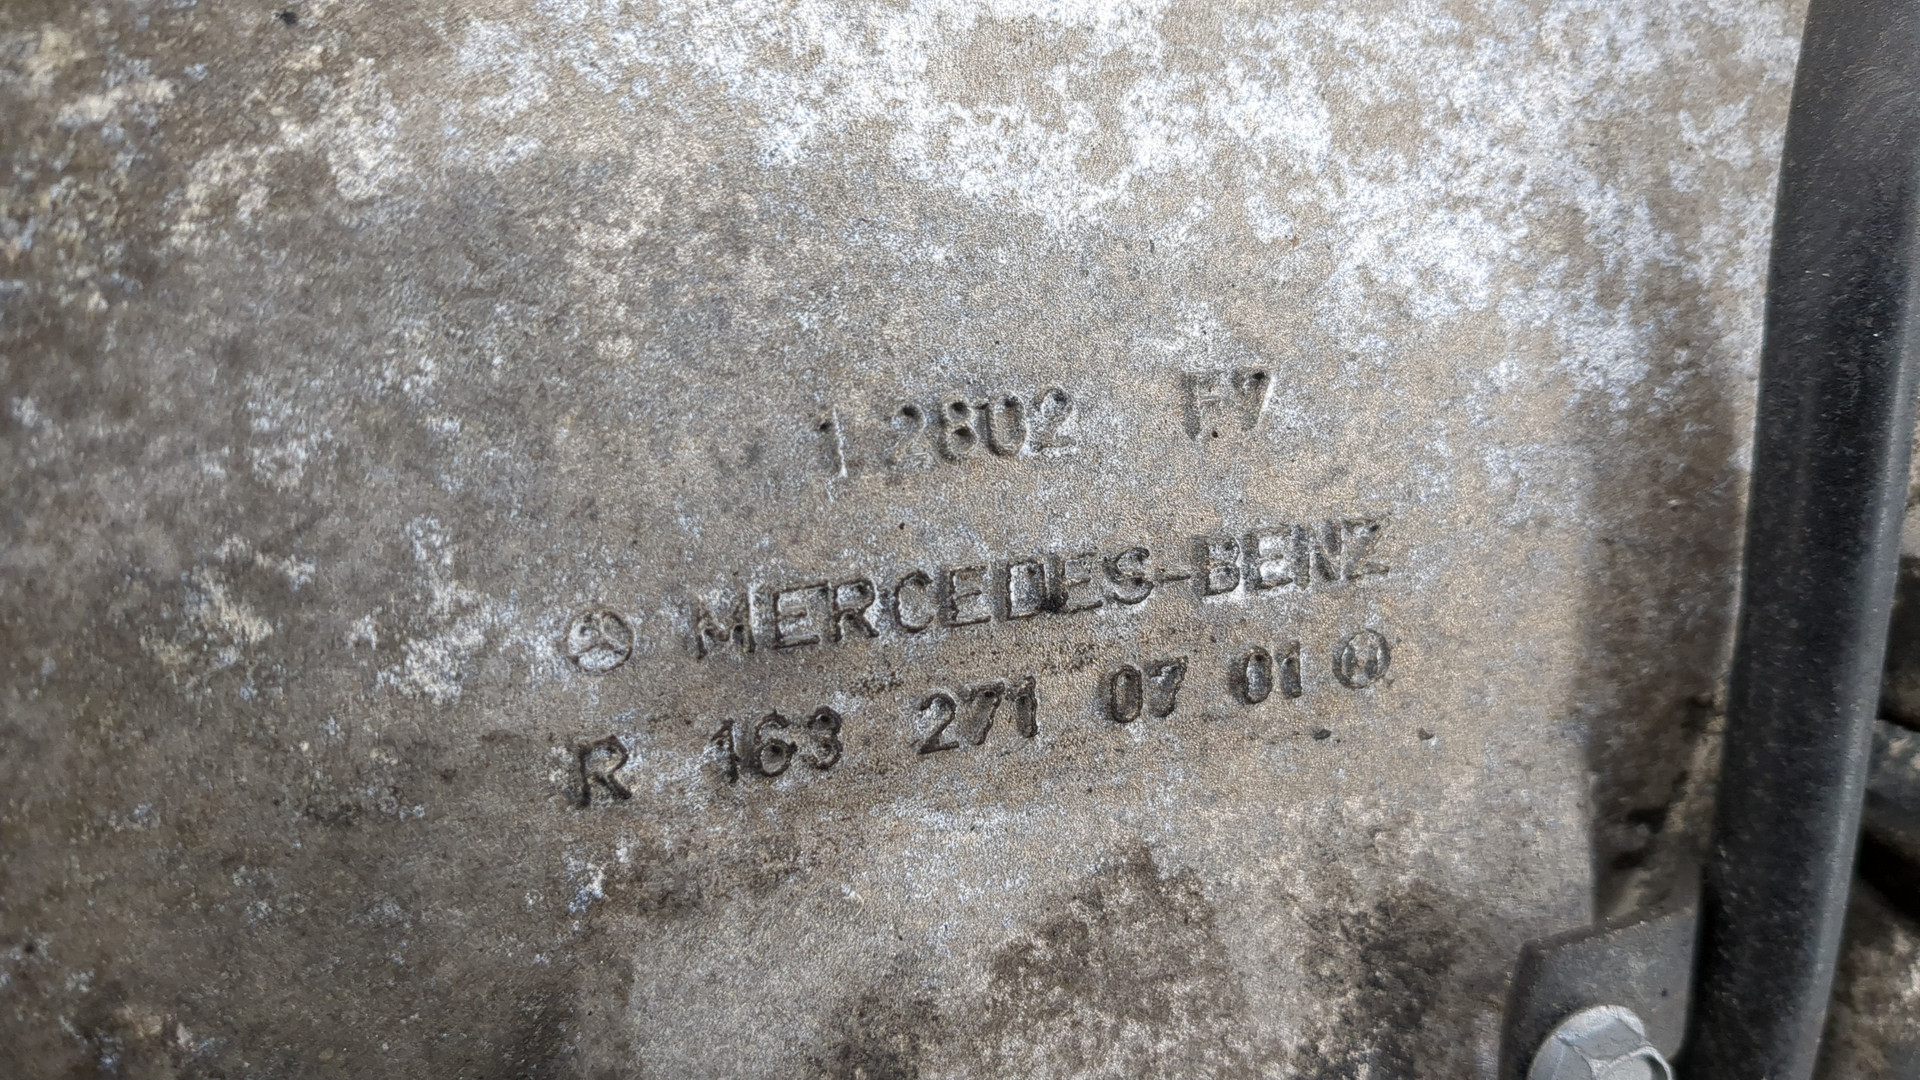 1 2802 F7
MERCEDES-BENZ
R 163 271 07 01